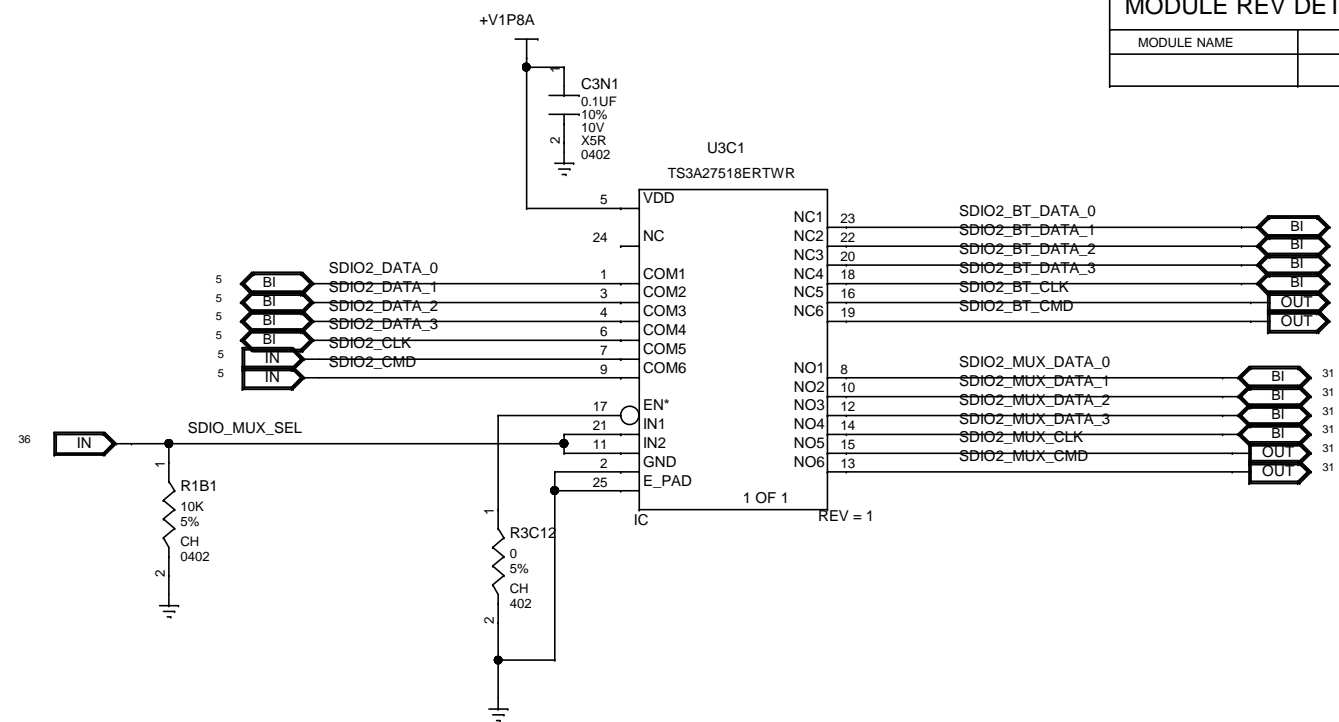 MODULE REV DET
MODULE NAME
+V1P8A
1
C3N1
0.1UF
10%
10V
X5R
0402
2
U3C1
TS3A27518ERTWR
5 VDD
24 NC
5 BI SDIO2_DATA_0 1 COM1
5 BI SDIO2_DATA_1 3 COM2
5 BI SDIO2_DATA_2 4 COM3
5 BI SDIO2_DATA_3 6 COM4
5 IN SDIO2_CLK 7 COM5
5 IN SDIO2_CMD 9 COM6
17 EN*
21 IN1
11 IN2
2 GND
25 E_PAD
NC1 23 SDIO2_BT_DATA_0 BI
NC2 22 SDIO2_BT_DATA_1 BI
NC3 20 SDIO2_BT_DATA_2 BI
NC4 18 SDIO2_BT_DATA_3 BI
NC5 16 SDIO2_BT_CLK OUT
NC6 19 SDIO2_BT_CMD OUT
NO1 8 SDIO2_MUX_DATA_0 BI 31
NO2 10 SDIO2_MUX_DATA_1 BI 31
NO3 12 SDIO2_MUX_DATA_2 BI 31
NO4 14 SDIO2_MUX_DATA_3 BI 31
NO5 15 SDIO2_MUX_CLK OUT 31
NO6 13 SDIO2_MUX_CMD OUT 31
1 OF 1
IC
REV = 1
36 IN SDIO_MUX_SEL
1
R1B1
10K
5%
CH
0402
2
1
R3C12
0
5%
CH
402
2